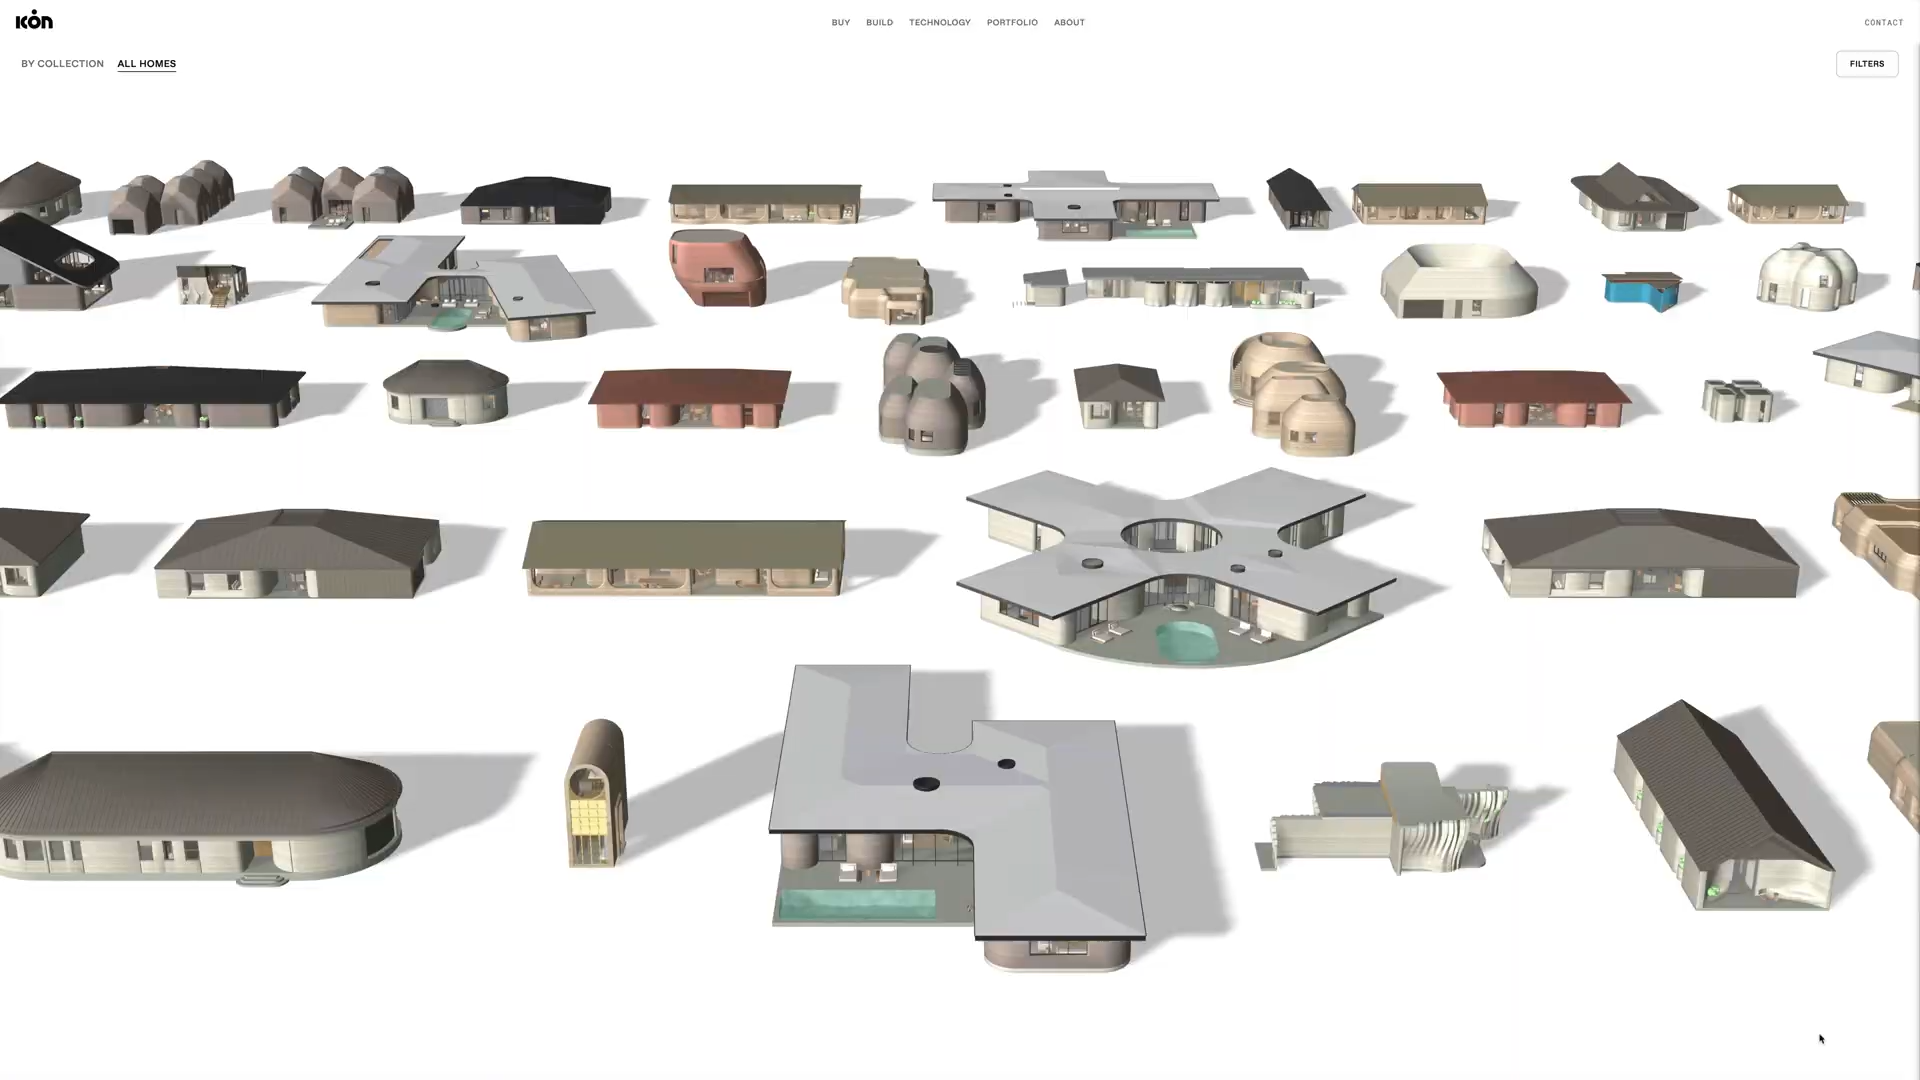 ICON
BUY BUILD TECHNOLOGY PORTFOLIO ABOUT
CONTACT
BY COLLECTION ALL HOMES
FILTERS